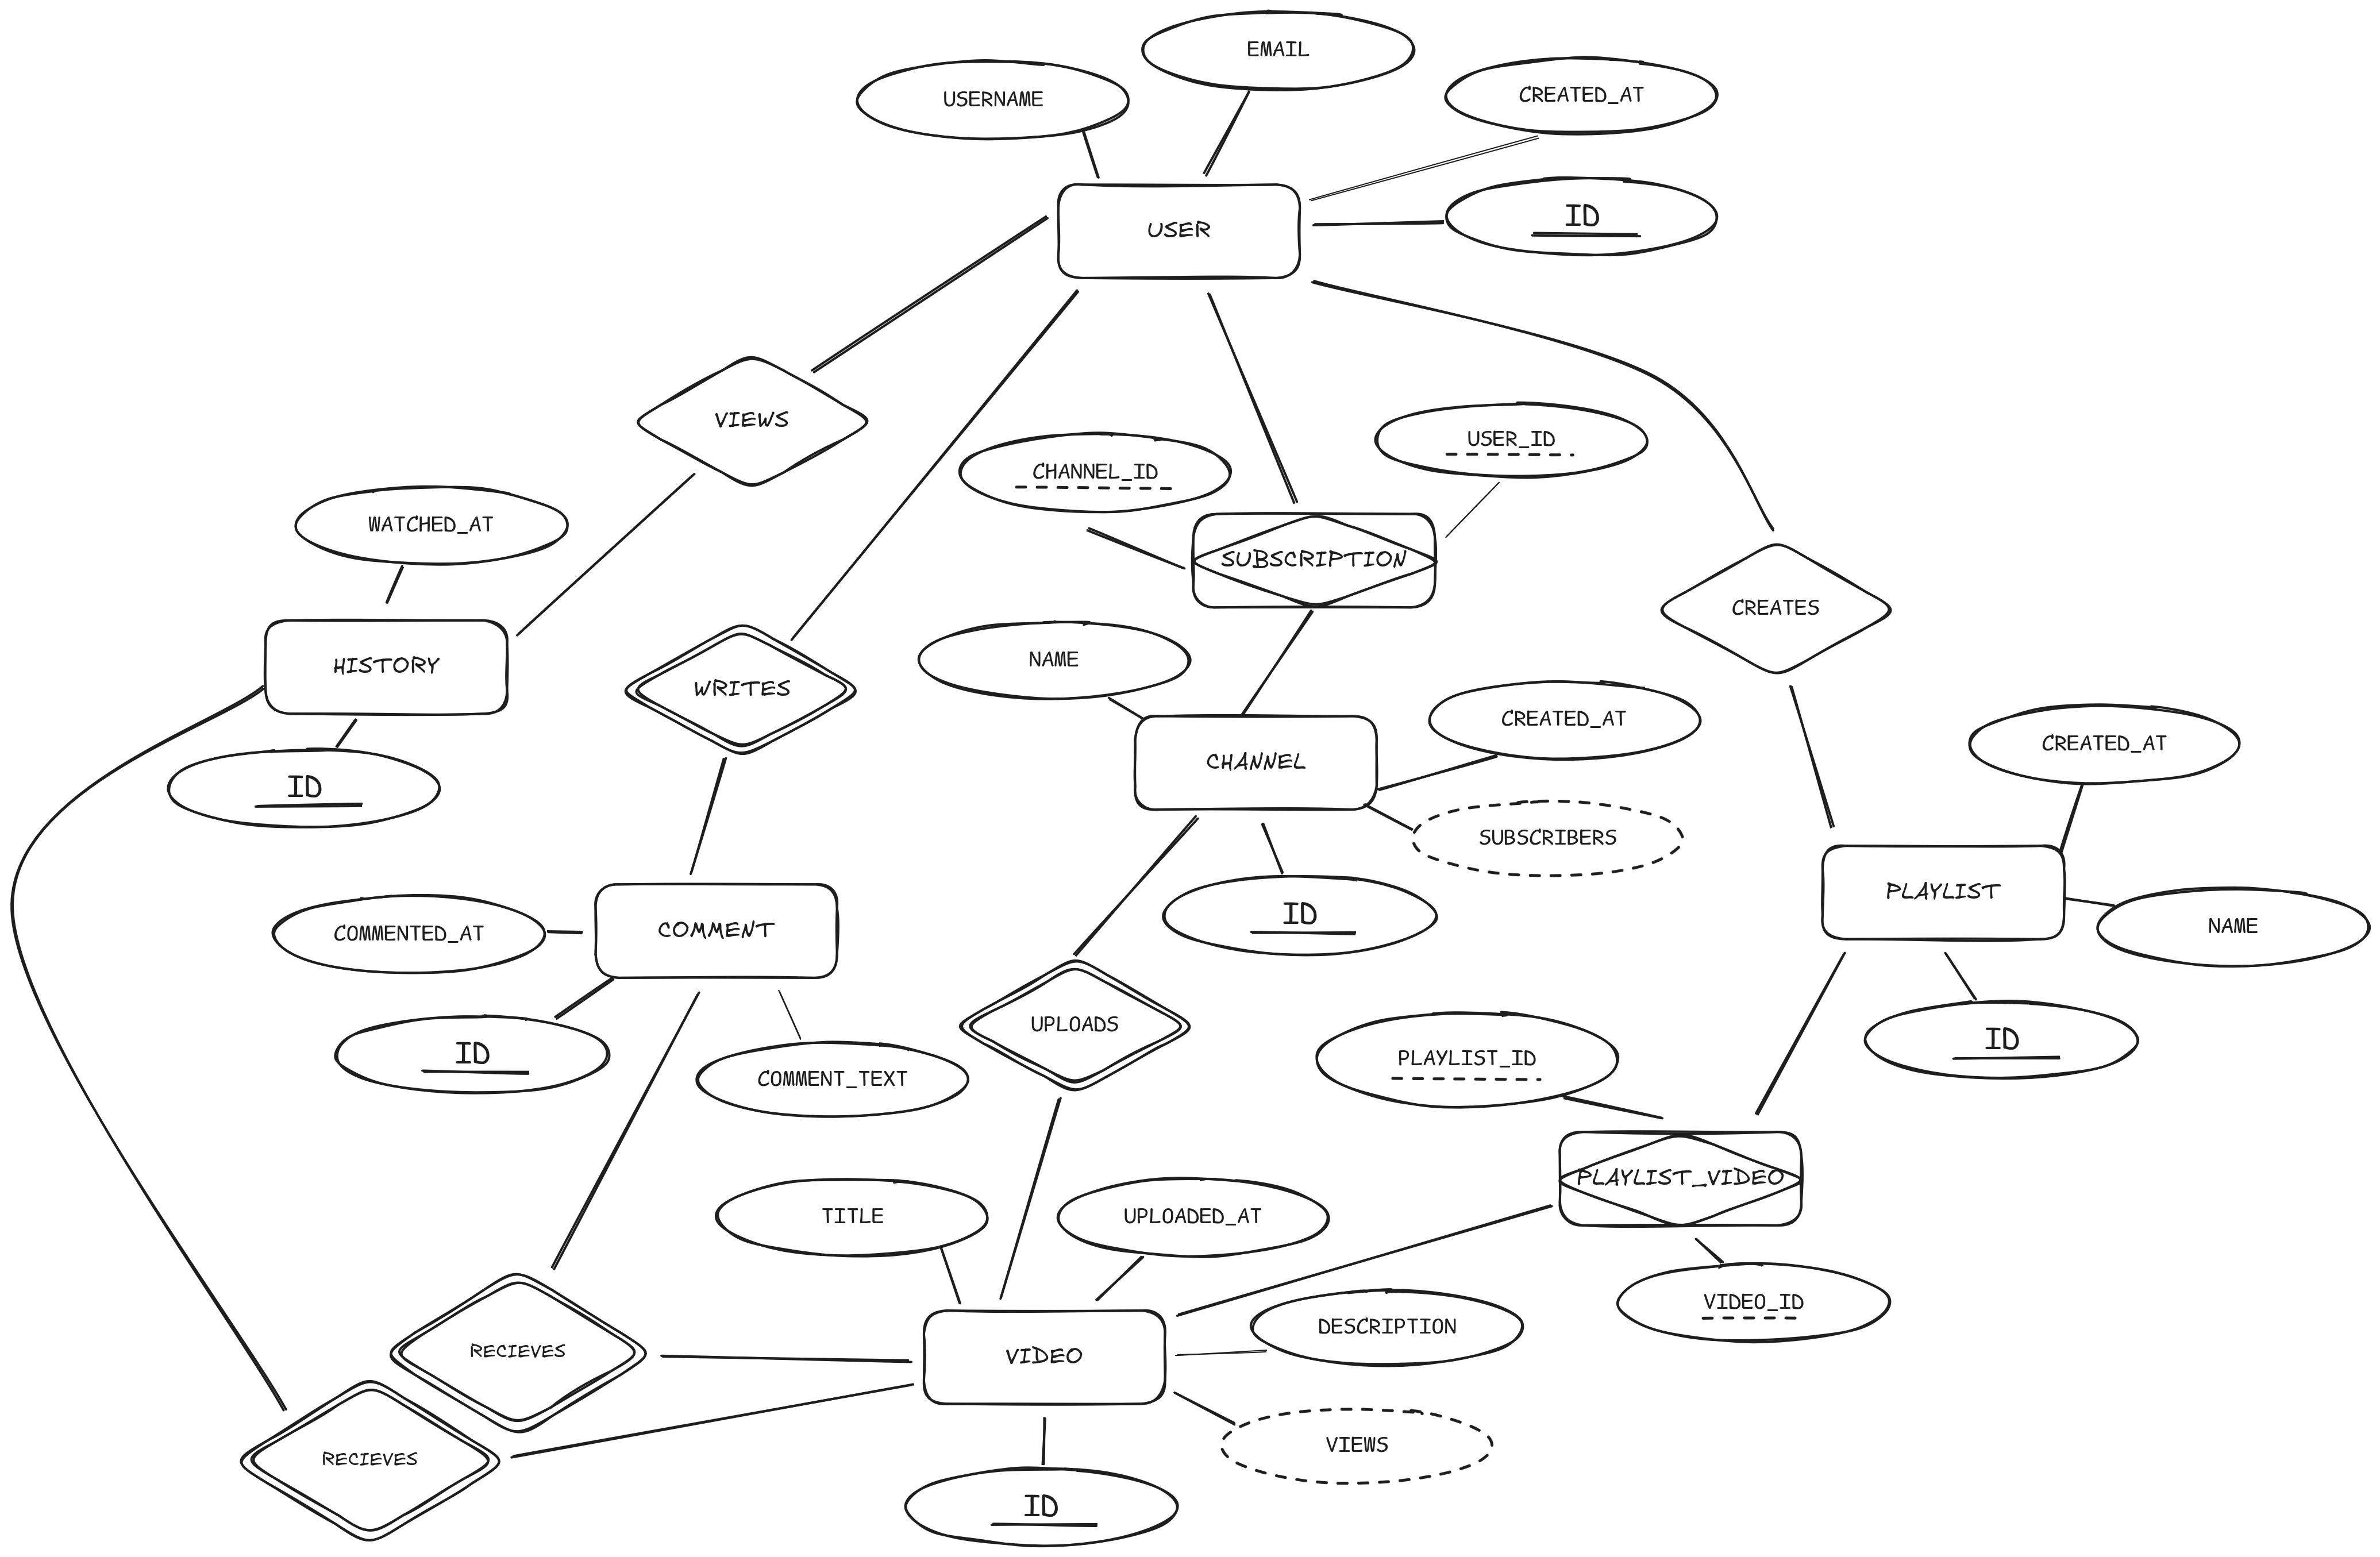 EMAIL
USERNAME
CREATED_AT
ID
USER
VIEWS
USER_ID
CHANNEL_ID
WATCHED_AT
SUBSCRIPTION
CREATES
HISTORY
NAME
WRITES
CREATED_AT
CREATED_AT
CHANNEL
ID
SUBSCRIBERS
PLAYLIST
ID
NAME
COMMENTED_AT
COMMENT
UPLOADS
ID
ID
PLAYLIST_ID
COMMENT_TEXT
PLAYLIST_VIDEO
TITLE
UPLOADED_AT
VIDEO_ID
DESCRIPTION
RECIEVES
VIDEO
VIEWS
RECIEVES
ID